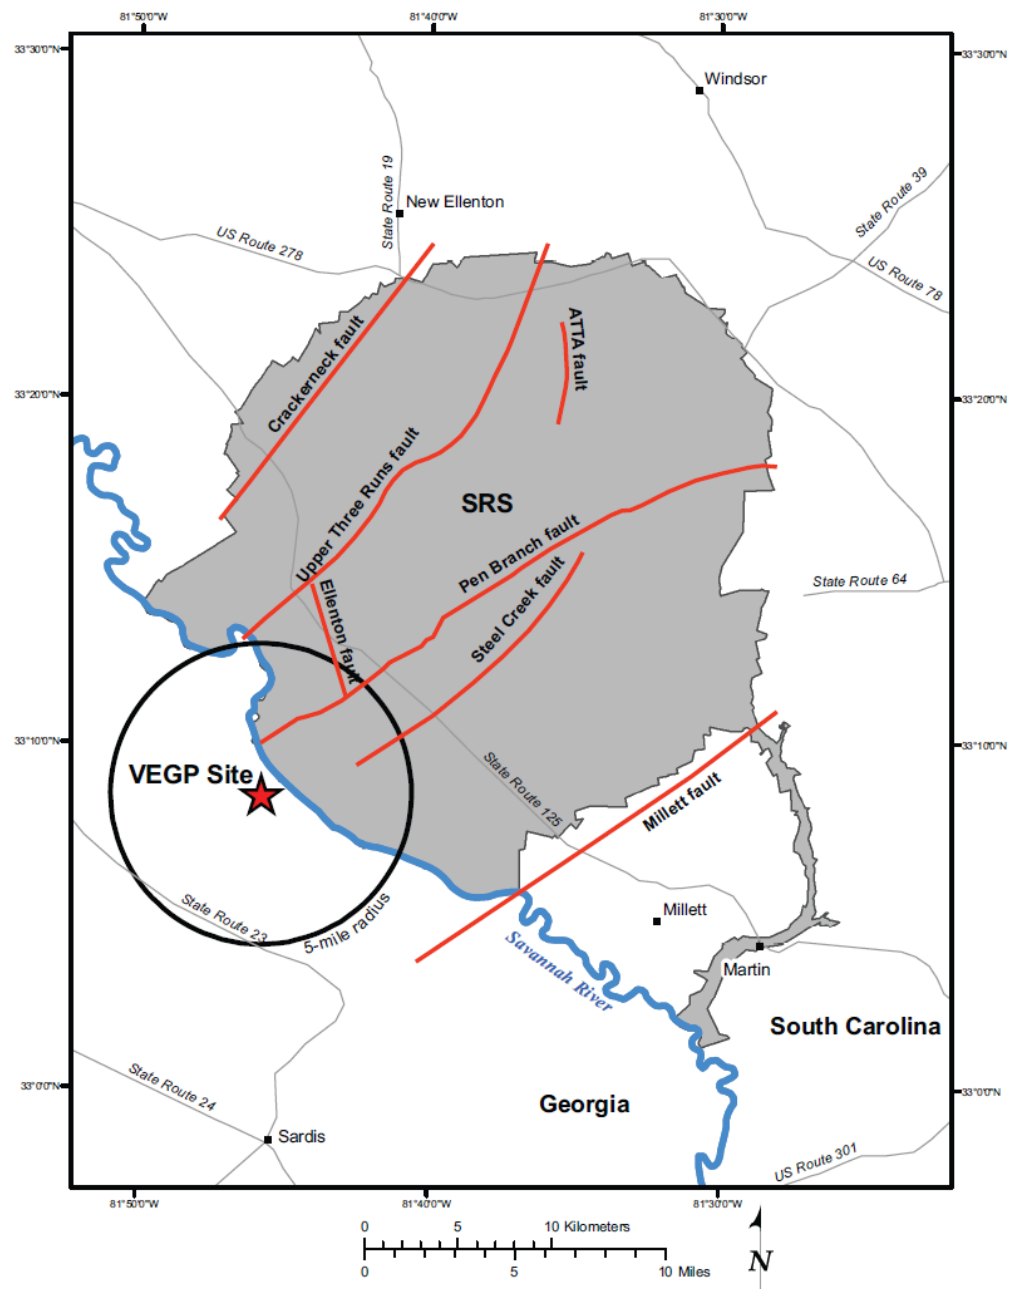 81°50'0"W
81°40'0"W
81°30'0"W
33°30'0"N
33°30'0"N
Windsor
State Route 19
New Ellenton
State Route 39
US Route 278
US Route 78
Crackerneck fault
ATTA fault
33°20'0"N
33°20'0"N
Upper Three Runs fault
SRS
Pen Branch fault
Steel Creek fault
Ellenton fault
State Route 64
33°10'0"N
33°10'0"N
VEGP Site
State Route 125
Millett fault
State Route 23
5-mile radius
Millett
Savannah River
Martin
South Carolina
State Route 24
33°0'0"N
33°0'0"N
Georgia
Sardis
US Route 301
81°50'0"W
81°40'0"W
81°30'0"W
0
5
10 Kilometers
0
5
10 Miles
N